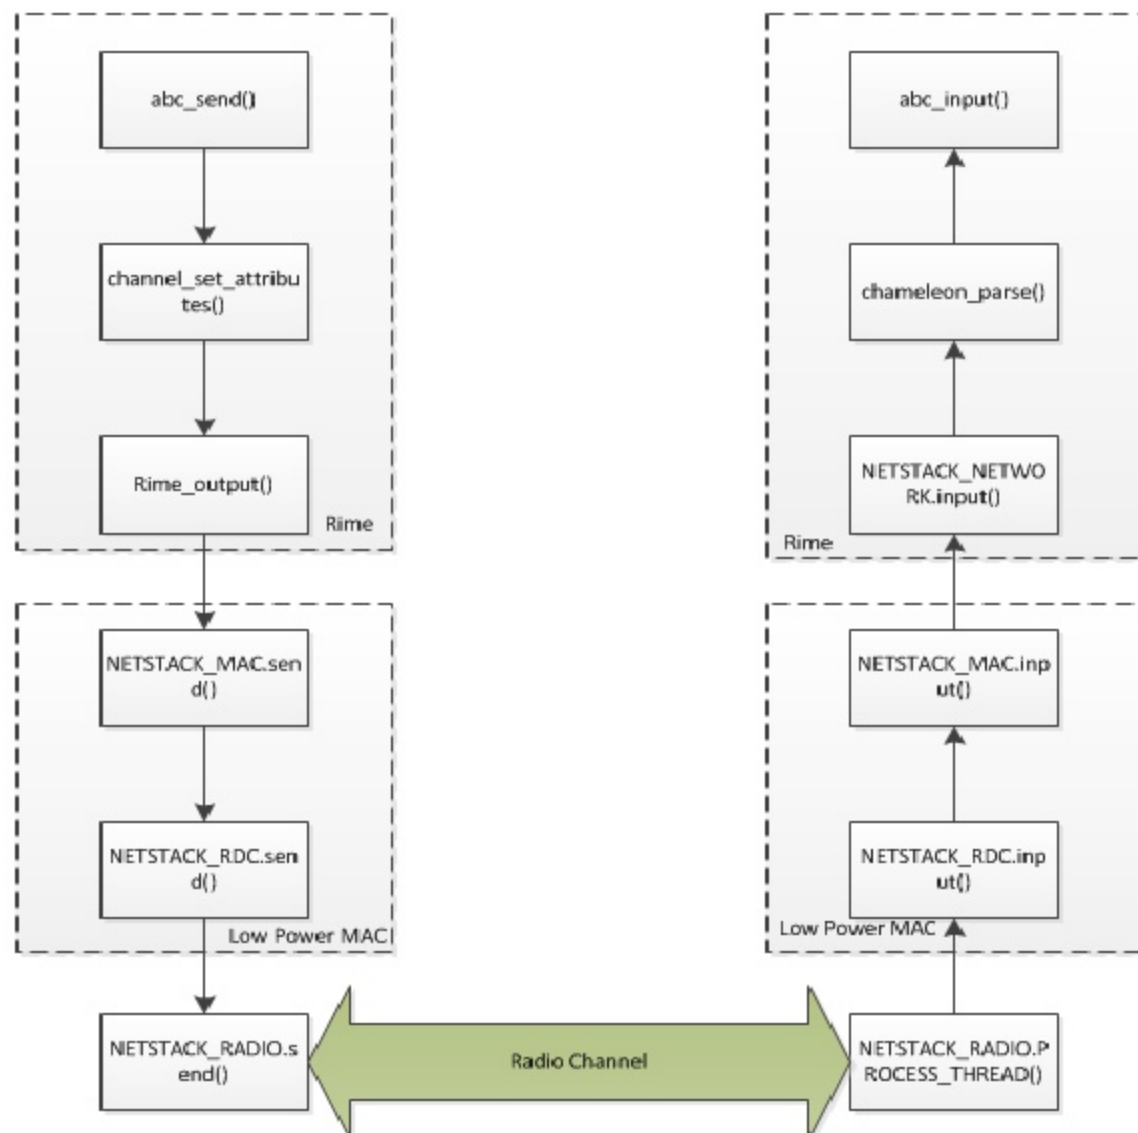 abc_send()
channel_set_attribu
tes()
Rime_output()
Rime
NETSTACK_MAC.sen
d()
NETSTACK_RDC.sen
d()
Low Power MAC
NETSTACK_RADIO.s
end()
Radio Channel
abc_input()
chameleon_parse()
NETSTACK_NETWO
RK.input()
Rime
NETSTACK_MAC.inp
ut()
NETSTACK_RDC.inp
ut()
Low Power MAC
NETSTACK_RADIO.P
ROCESS_THREAD()